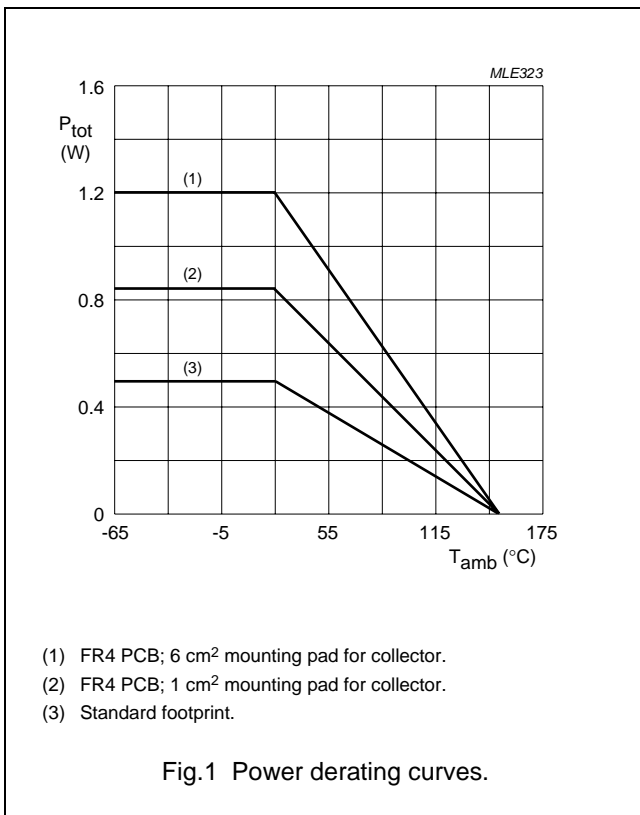 MLE323
1.6
Ptot
(W)
1.2
(1)
(2)
0.8
(3)
0.4
0
-65 -5 55 115 175
Tamb (°C)
(1) FR4 PCB; 6 cm2 mounting pad for collector.
(2) FR4 PCB; 1 cm2 mounting pad for collector.
(3) Standard footprint.
Fig.1 Power derating curves.